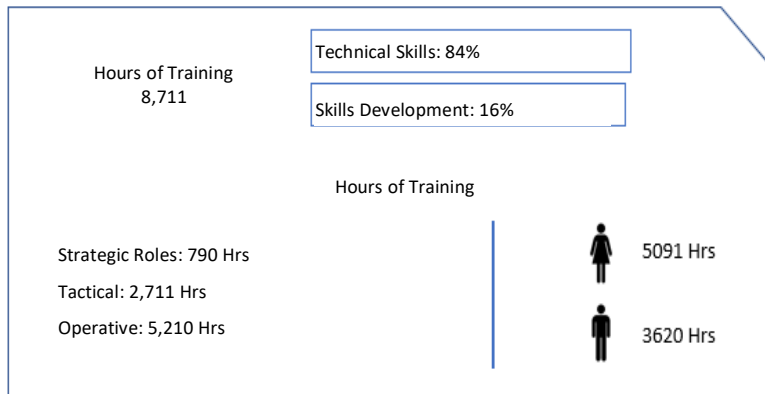 Hours of Training
8,711
Technical Skills: 84%
Skills Development: 16%
Hours of Training
Strategic Roles: 790 Hrs
Tactical: 2,711 Hrs
Operative: 5,210 Hrs
5091 Hrs
3620 Hrs